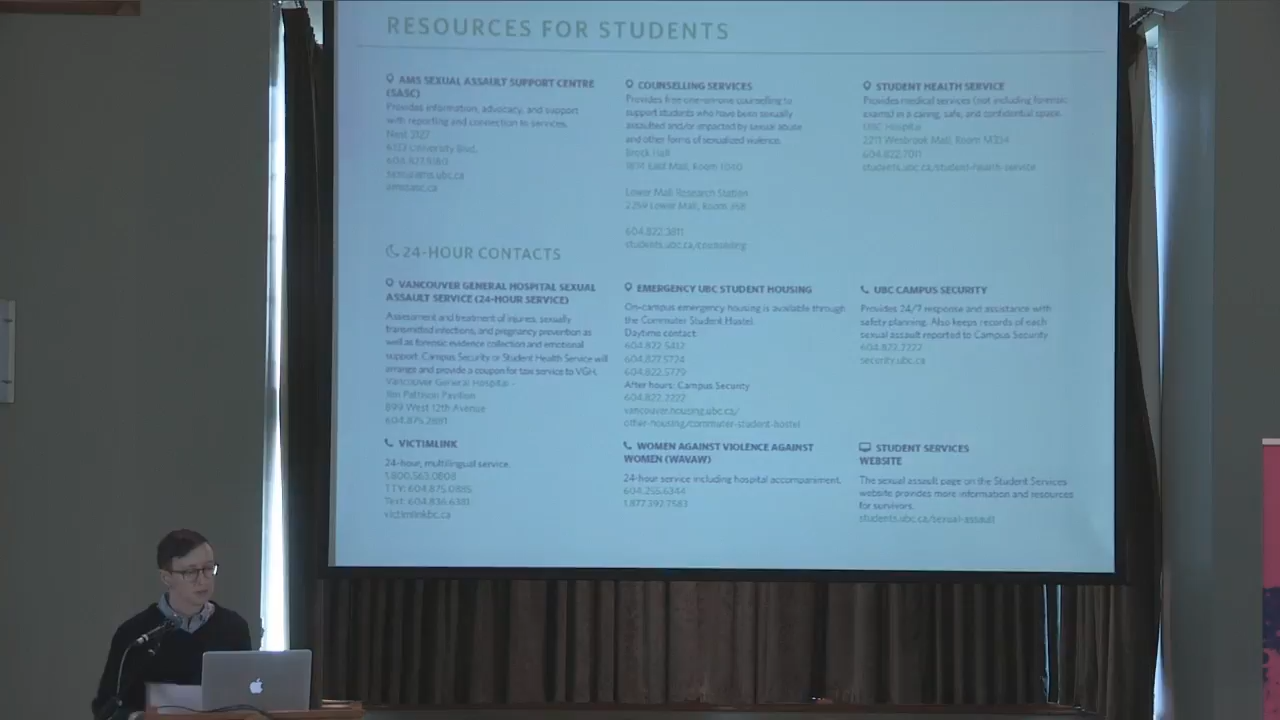 RESOURCES FOR STUDENTS
AMS SEXUAL ASSAULT SUPPORT CENTRE
(SASC)
Provides information, advocacy, and support
with reporting and connection to services.
Nest 3127
6133 University Blvd.
sasc@ams.ubc.ca
amssasc.ca
COUNSELLING SERVICES
Provides free one-on-one counselling to
support students who have been sexually
assaulted and/or impacted by sexual abuse
and other forms of sexualized violence.
Brock Hall
1874 East Mall, Room 1040
Lower Mall Research Station
2259 Lower Mall, Room 358
604.822.3811
students.ubc.ca/counselling
STUDENT HEALTH SERVICE
Provides medical services (not including forensic
exams) in a caring, safe, and confidential space.
UBC Hospital
2211 Wesbrook Mall, Room M334
604.822.7011
students.ubc.ca/student-health-service
24-HOUR CONTACTS
VANCOUVER GENERAL HOSPITAL SEXUAL
ASSAULT SERVICE (24-HOUR SERVICE)
Assessment and treatment of injuries, sexually
transmitted infections, and pregnancy prevention as
well as forensic evidence collection and emotional
support. Campus Security or Student Health Service will
arrange and provide a coupon for taxi service to VGH.
Vancouver General Hospital
Jim Pattison Pavilion
899 West 12th Avenue
604.875.2881
EMERGENCY UBC STUDENT HOUSING
On-campus emergency housing is available through
the Commuter Student Hostel.
Daytime contact
604.822.5412
604.827.5724
604.822.5779
After hours: Campus Security
604.822.2222
vancouver.housing.ubc.ca/
other-housing/commuter-student-hostel
UBC CAMPUS SECURITY
Provides 24/7 response and assistance with
safety planning. Also keeps records of each
sexual assault reported to Campus Security
604.822.2222
security.ubc.ca
VICTIMLINK
24-hour, multilingual service.
1.800.563.0808
TTY: 604.875.0885
Text: 604.836.6381
victimlinkbc.ca
WOMEN AGAINST VIOLENCE AGAINST
WOMEN (WAVAW)
24-hour service including hospital accompaniment.
604.255.6344
1.877.392.7583
STUDENT SERVICES
WEBSITE
The sexual assault page on the Student Services
website provides more information and resources
for survivors.
students.ubc.ca/sexual-assault